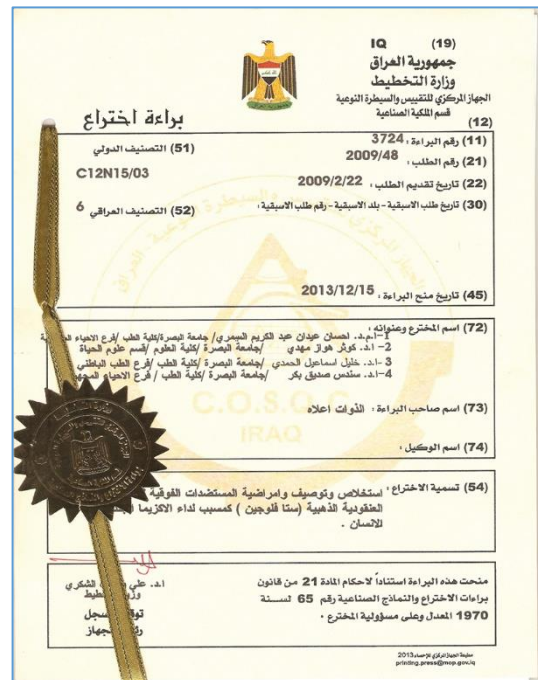 (19) IQ
جمهورية العراق
وزارة التخطيط
الجهاز المركزي للتقييس والسيطرة النوعية
قسم الملكية الصناعية
(12)
براءة اختراع
(11) رقم البراءة : 3724
(21) رقم الطلب : 2009/48
(22) تاريخ تقديم الطلب : 2009/2/22
(30) تاريخ طلب الاسبقية - بلد الاسبقية - رقم طلب الاسبقية :
(45) تاريخ منح البراءة : 2013/12/15
(51) التصنيف الدولي
C12N15/03
(52) التصنيف العراقي 6
(72) اسم المخترع وعنوانه :
1-ا.م.د. احسان عيدان عبد الكريم السيمري/ جامعة البصرة/كلية الطب /فرع الاحياء
2- ا.د. كوثر هواز مهدي /جامعة البصرة /كلية العلوم /قسم علوم الحياة
3-ا.د. خليل اسماعيل الحمدي /جامعة البصرة /كلية الطب /فرع الطب الباطني
4-ا.د. سندس صديق بكر /جامعة البصرة /كلية الطب / فرع الاحياء
(73) اسم صاحب البراءة : الذوات اعلاه
(74) اسم الوكيل :
C.O.S.Q.C
IRAQ
(54) تسمية الاختراع : استخلاص وتوصيف وامراضية المستضدات الفوقية
العنقودية الذهبية (ستا فلوجين ) كمسبب لداء الاكزيما
الانسان .
منحت هذه البراءة استناداً لاحكام المادة 21 من قانون
براءات الاختراع والنماذج الصناعية رقم 65 لسنة
1970 المعدل وعلى مسؤولية المخترع .
ا.د. علي الشكري
مطبعة الجهاز المركزي للإحصاء 2013
printing.press@mop.gov.iq